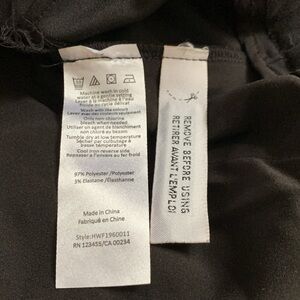 Machine wash in cold
water at a gentle setting
Laver à la machine à l'eau
froide au cycle délicat
Wash with like colours
Laver avec des couleurs
Only non chlorine
bleach when needed
Utiliser un agent de blanchiment
non chloré au besoin
Tumble dry at low temperature
Sécher par culbutage à
basse température
Cool iron reverse side
Repasser à l'envers au fer froid
97% Polyester /Polyester
3% Elastane /Élasthanne
Made in China
Fabriqué en Chine
Style:HWF1960011
RN 123455/CA 00234
REMOVE BEFORE USING
RETIRER AVANT L'EMPLOI